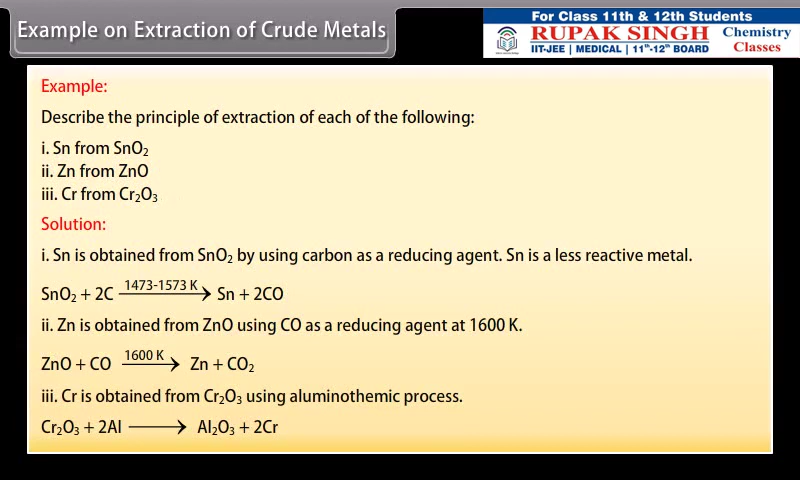 Example on Extraction of Crude Metals
For Class 11th & 12th Students
RUPAK SINGH
Chemistry
Classes
IIT-JEE | MEDICAL | 11th-12th BOARD
Example:
Describe the principle of extraction of each of the following:
i. Sn from SnO₂
ii. Zn from ZnO
iii. Cr from Cr₂O₃
Solution:
i. Sn is obtained from SnO₂ by using carbon as a reducing agent. Sn is a less reactive metal.
SnO₂ + 2C 1473-1573 K → Sn + 2CO
ii. Zn is obtained from ZnO using CO as a reducing agent at 1600 K.
ZnO + CO 1600 K → Zn + CO₂
iii. Cr is obtained from Cr₂O₃ using aluminothemic process.
Cr₂O₃ + 2Al → Al₂O₃ + 2Cr